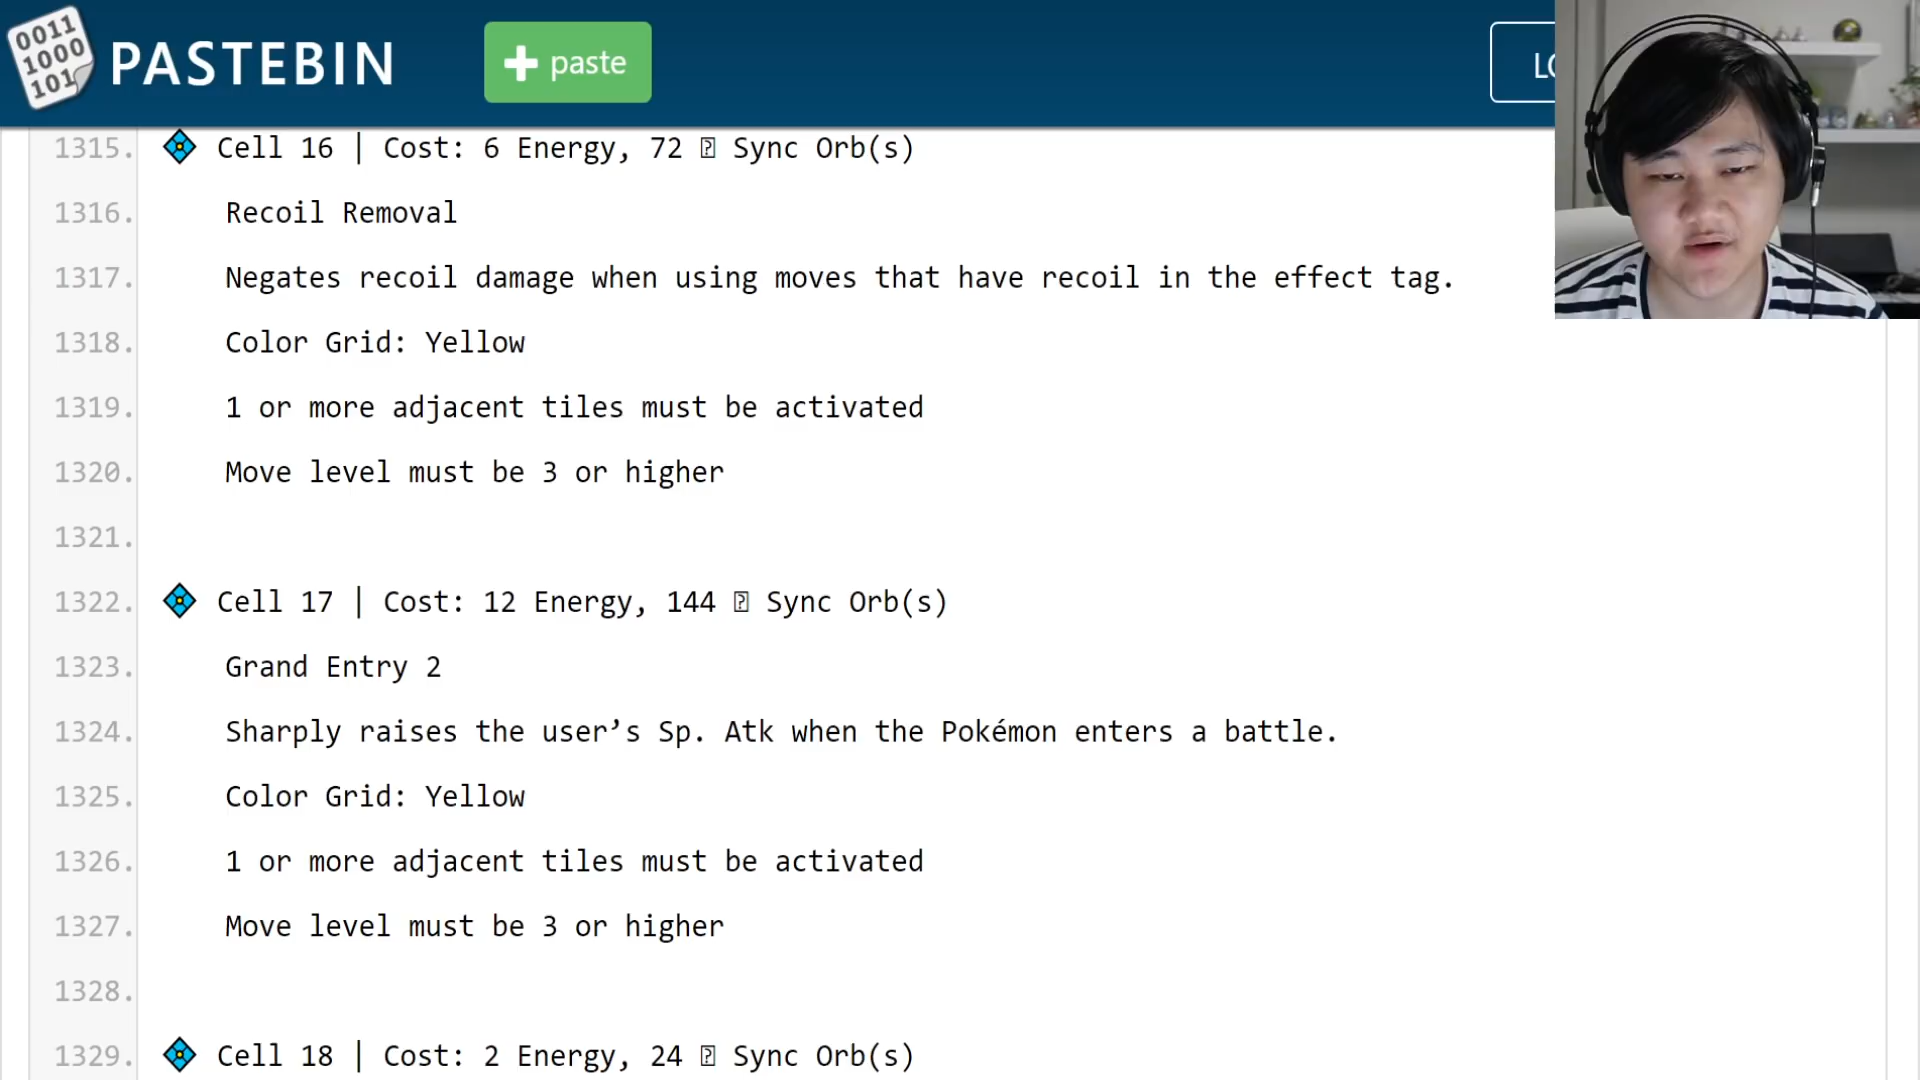 0011
1000
101
PASTEBIN
paste
1315. Cell 16 | Cost: 6 Energy, 72 Sync Orb(s)
1316. Recoil Removal
1317. Negates recoil damage when using moves that have recoil in the effect tag.
1318. Color Grid: Yellow
1319. 1 or more adjacent tiles must be activated
1320. Move level must be 3 or higher
1321.
1322. Cell 17 | Cost: 12 Energy, 144 Sync Orb(s)
1323. Grand Entry 2
1324. Sharply raises the user’s Sp. Atk when the Pokémon enters a battle.
1325. Color Grid: Yellow
1326. 1 or more adjacent tiles must be activated
1327. Move level must be 3 or higher
1328.
1329. Cell 18 | Cost: 2 Energy, 24 Sync Orb(s)